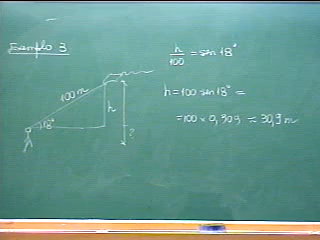 Exemplo 3
100 m
h
18°
?
h/100 = sen 18°
h = 100 sen 18° =
= 100 x 0,309 ≈ 30,9 m